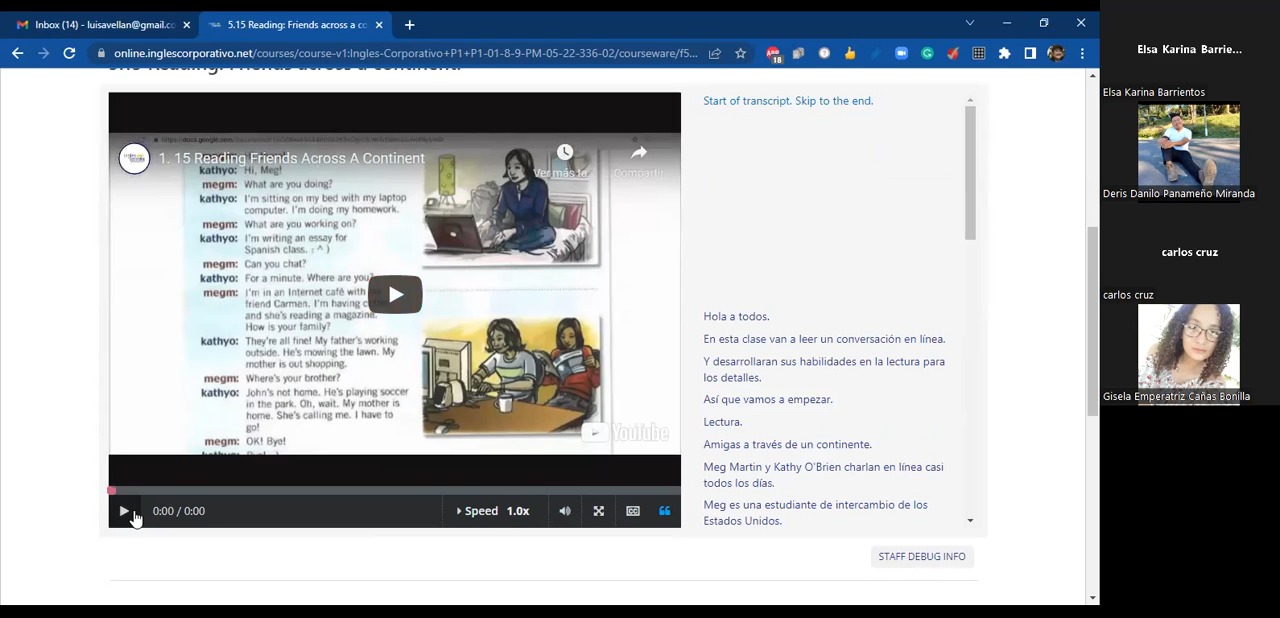 Inbox (14) - luisavellan@gmail.cc
5.15 Reading: Friends across a co
online.inglescorporativo.net/courses/course-v1:Ingles-Corporativo+P1+P1-01-8-9-PM-05-22-336-02/courseware/f5...
18
Reading: Friends across a continent.
1. 15 Reading Friends Across A Continent
Ver más ta...
Compartir
kathyo: Hi, Meg!
megm: What are you doing?
kathyo: I'm sitting on my bed with my laptop
computer. I'm doing my homework.
megm: What are you working on?
kathyo: I'm writing an essay for
Spanish class. : ^ )
megm: Can you chat?
kathyo: For a minute. Where are you?
megm: I'm in an Internet café with
friend Carmen. I'm having
and she's reading a magazine.
How is your family?
kathyo: They're all fine! My father's working
outside. He's mowing the lawn. My
mother is out shopping.
megm: Where's your brother?
kathyo: John's not home. He's playing soccer
in the park. Oh, wait. My mother is
home. She's calling me. I have to
go!
megm: OK! Bye!
YouTube
0:00 / 0:00
Speed 1.0x
Start of transcript. Skip to the end.
Hola a todos.
En esta clase van a leer un conversación en línea.
Y desarrollaran sus habilidades en la lectura para
los detalles.
Así que vamos a empezar.
Lectura.
Amigas a través de un continente.
Meg Martin y Kathy O'Brien charlan en línea casi
todos los días.
Meg es una estudiante de intercambio de los
Estados Unidos.
STAFF DEBUG INFO
Elsa Karina Barrie...
Elsa Karina Barrientos
Deris Danilo Panameño Miranda
carlos cruz
carlos cruz
Gisela Emperatriz Cañas Bonilla